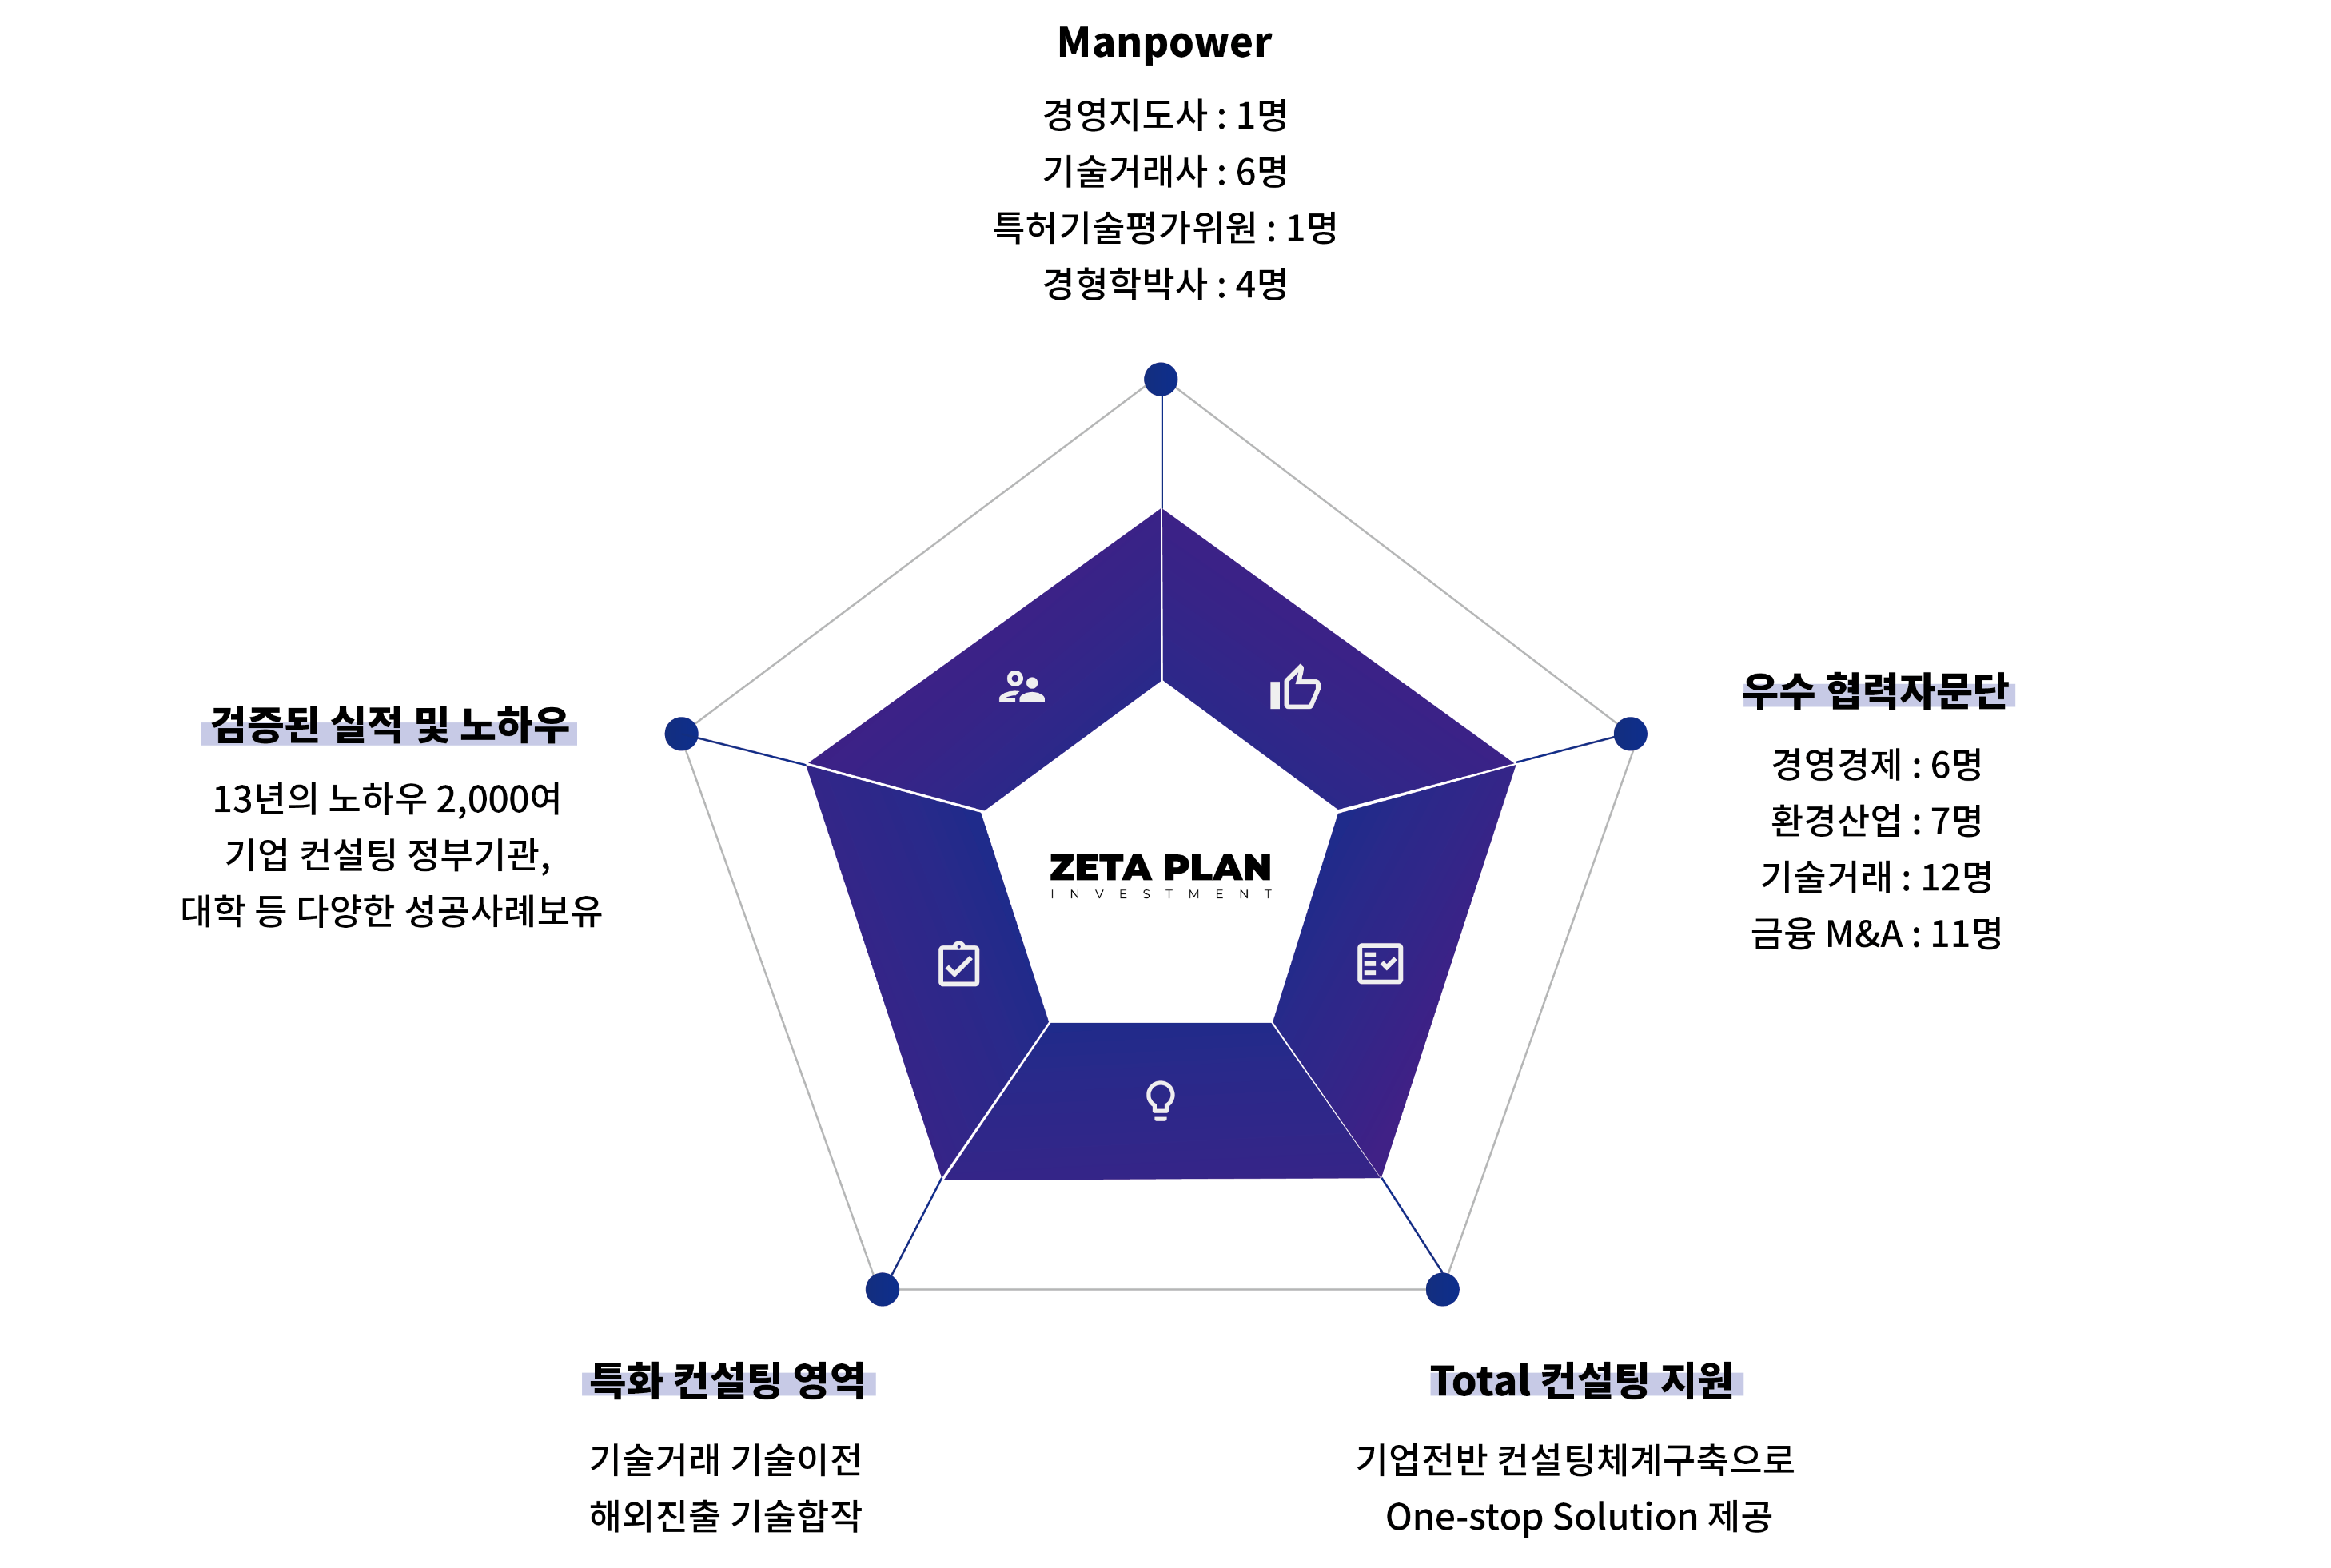 Manpower
경영지도사 : 1명
기술거래사 : 6명
특허기술평가위원 : 1명
경형학박사 : 4명
검증된 실적 및 노하우
13년의 노하우 2,000여
기업 컨설팅 정부기관,
대학 등 다양한 성공사례보유
우수 협력자문단
경영경제 : 6명
환경산업 : 7명
기술거래 : 12명
금융 M&A : 11명
ZETA PLAN
INVESTMENT
특화 컨설팅 영역
기술거래 기술이전
해외진출 기술합작
Total 컨설팅 지원
기업전반 컨설팅체계구축으로
One-stop Solution 제공